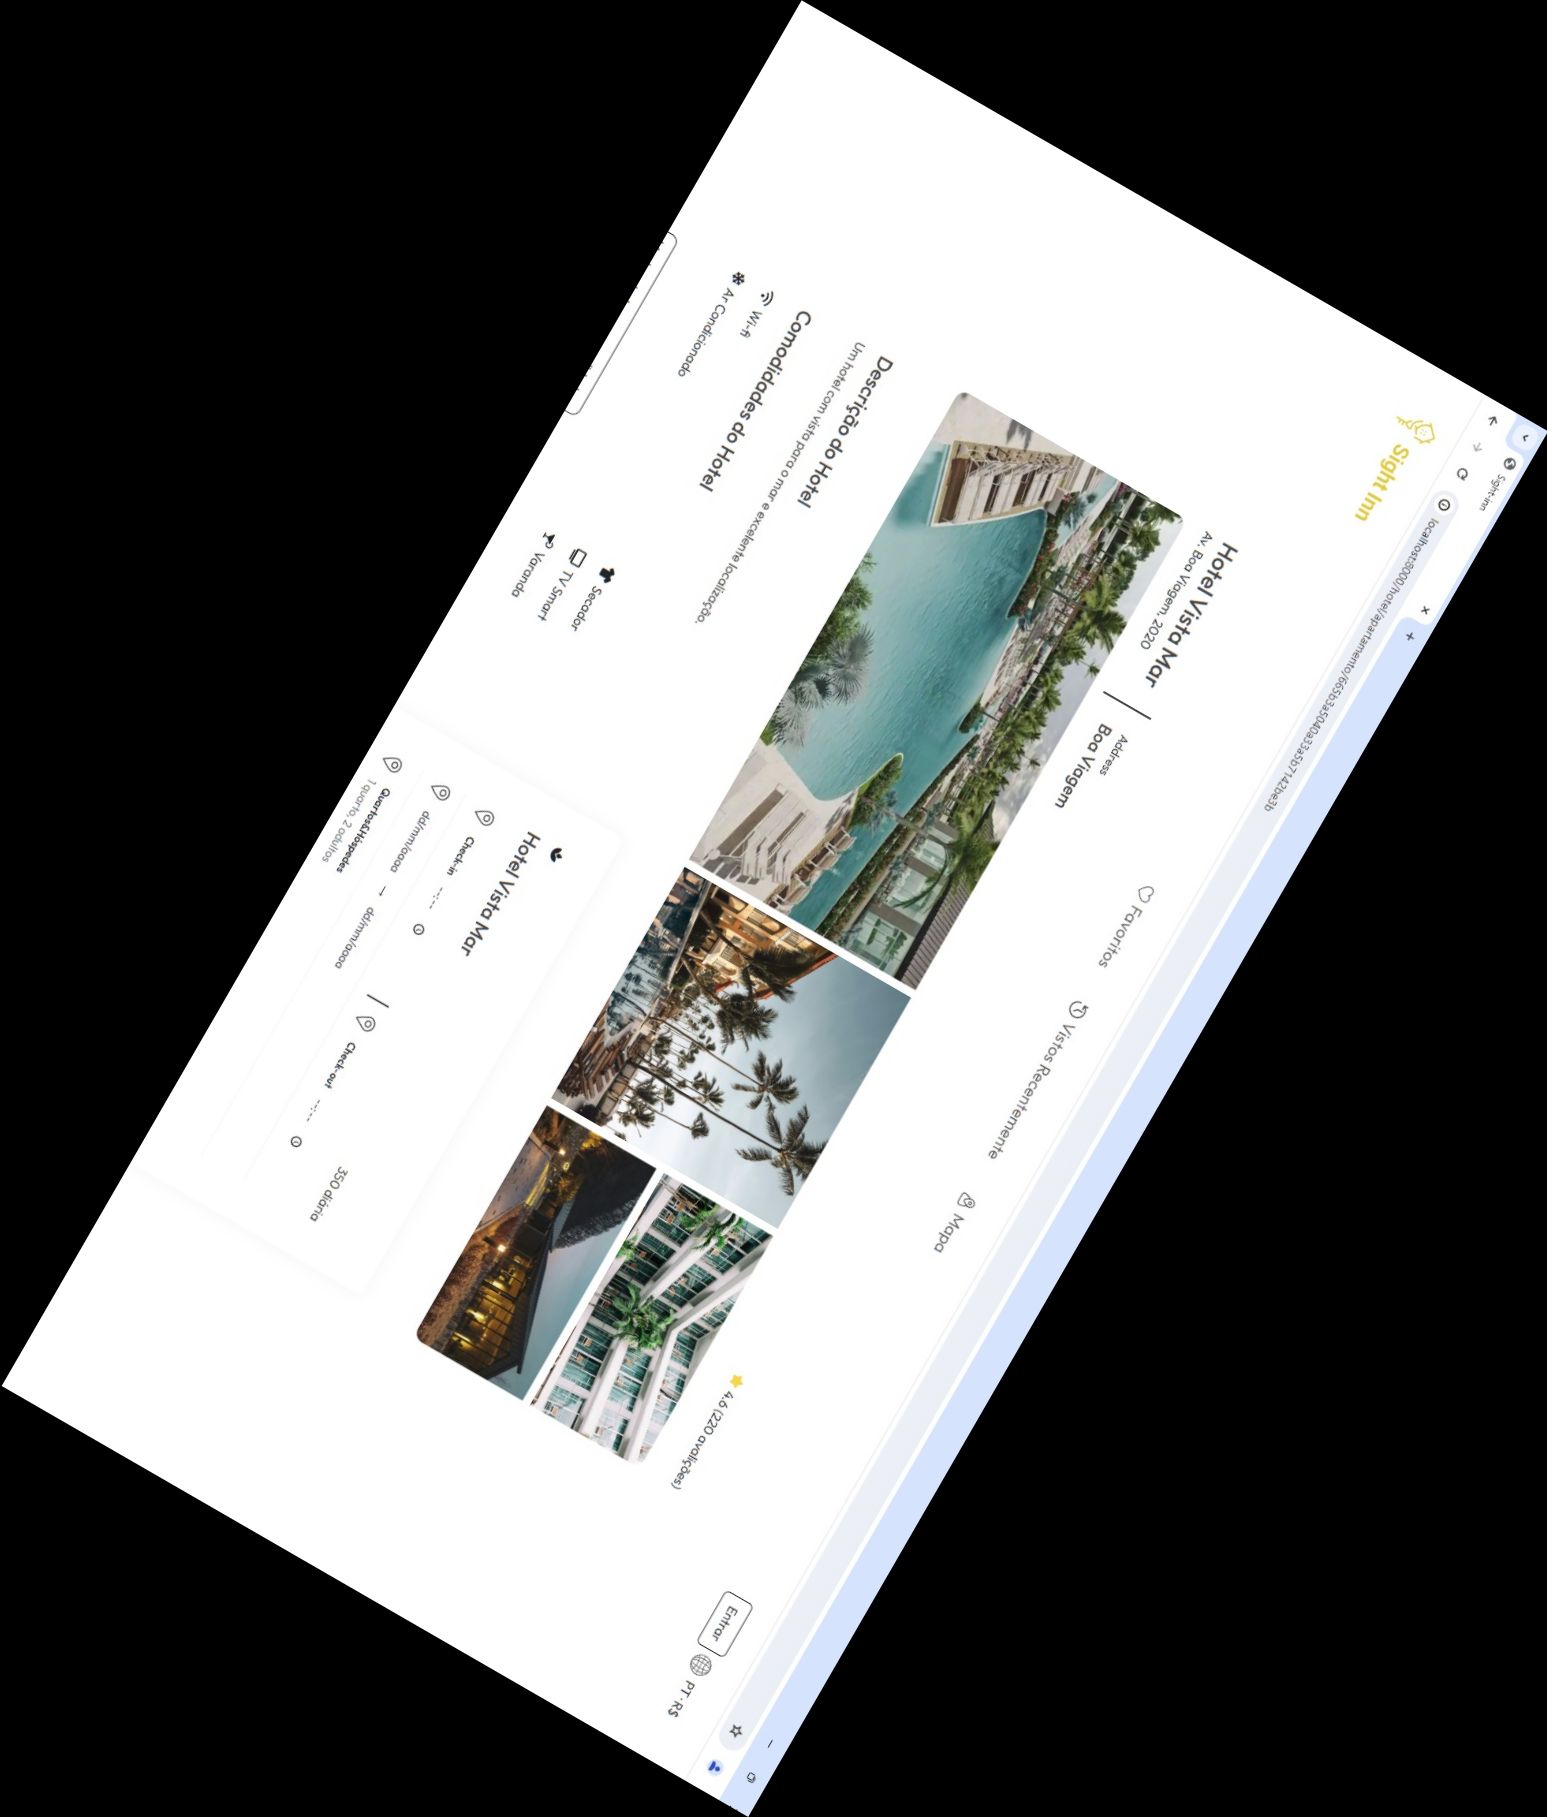 Sight-inn
localhost:8000/hotel/apartamento/665b3a5040a33a5b7142be3b
Sight Inn
Favoritos
Vistos Recentemente
Mapa
Entrar
PT · R$
Hotel Vista Mar
Av. Boa Viagem, 2020
Address
Boa Viagem
4.6 (220 avalições)
Descrição do Hotel
Um hotel com vista para o mar e excelente localização.
Comodidades do Hotel
Wi-fi
Ar Condicionado
Secador
TV Smart
Varanda
Hotel Vista Mar
350 diária
Check-in --:--
Check-out --:--
dd/mm/aaaa → dd/mm/aaaa
Quartos&Hóspedes
1 quarto, 2 adultos